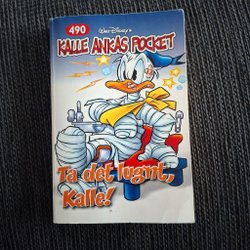 490
WALT DISNEY'S
KALLE ANKAS POCKET
Ta det lugnt,
Kalle!